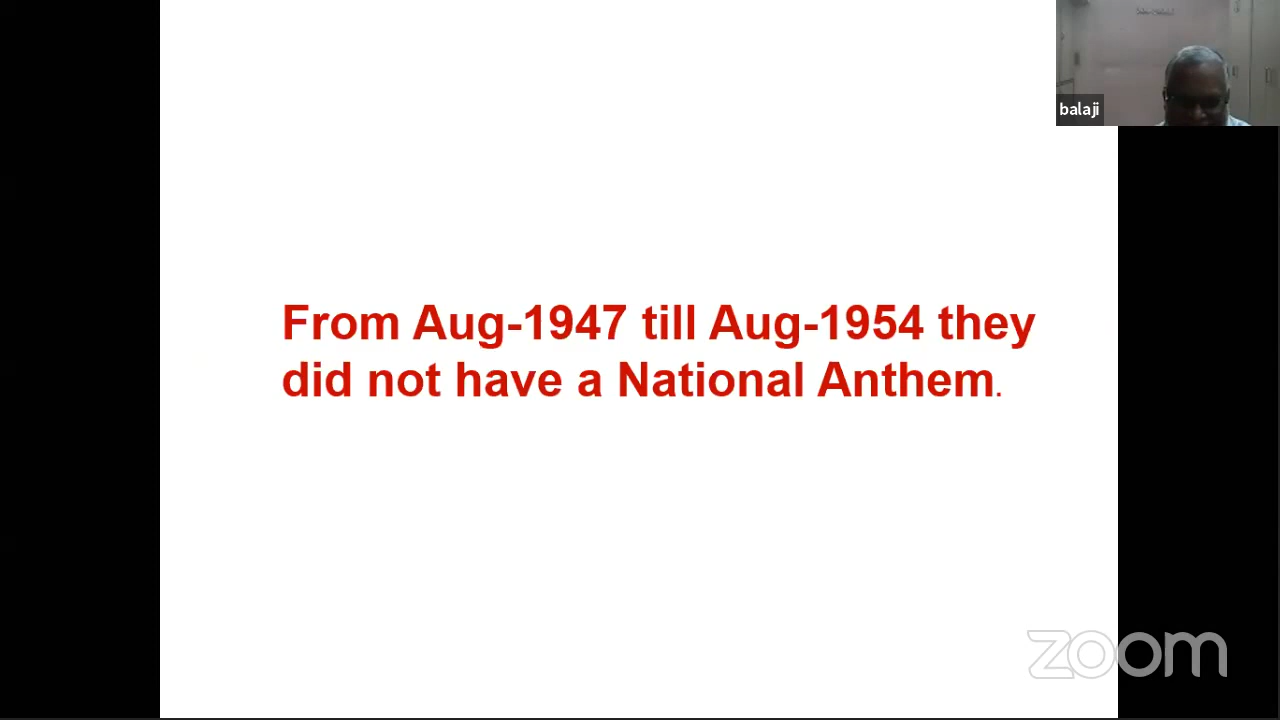 balaji
From Aug-1947 till Aug-1954 they
did not have a National Anthem.
zoom